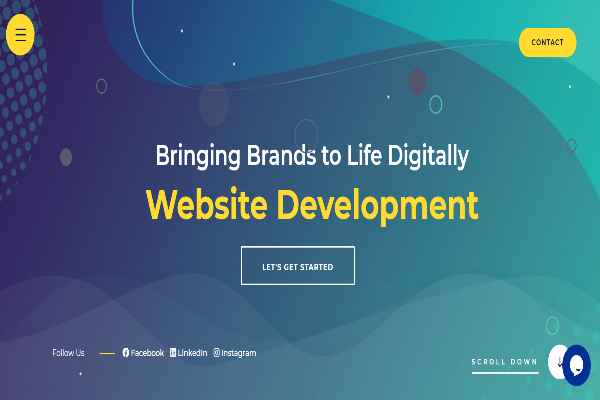 CONTACT
Bringing Brands to Life Digitally
Website Development
LET'S GET STARTED
Follow Us
Facebook LinkedIn Instagram
SCROLL DOWN